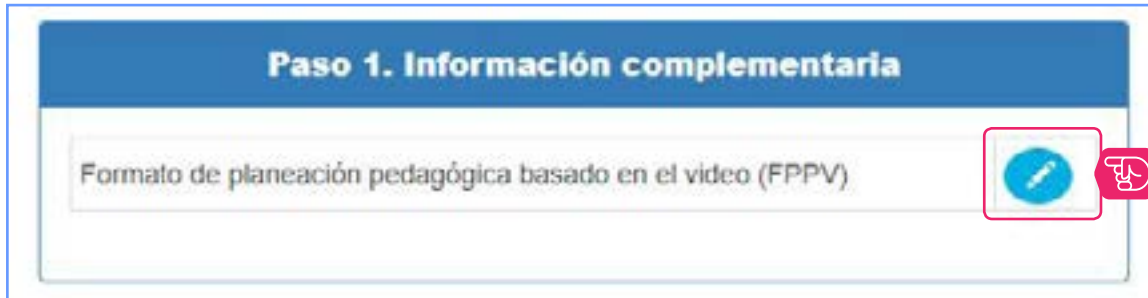 Paso 1. Información complementaria
Formato de planeación pedagógica basado en el video (FPPV)